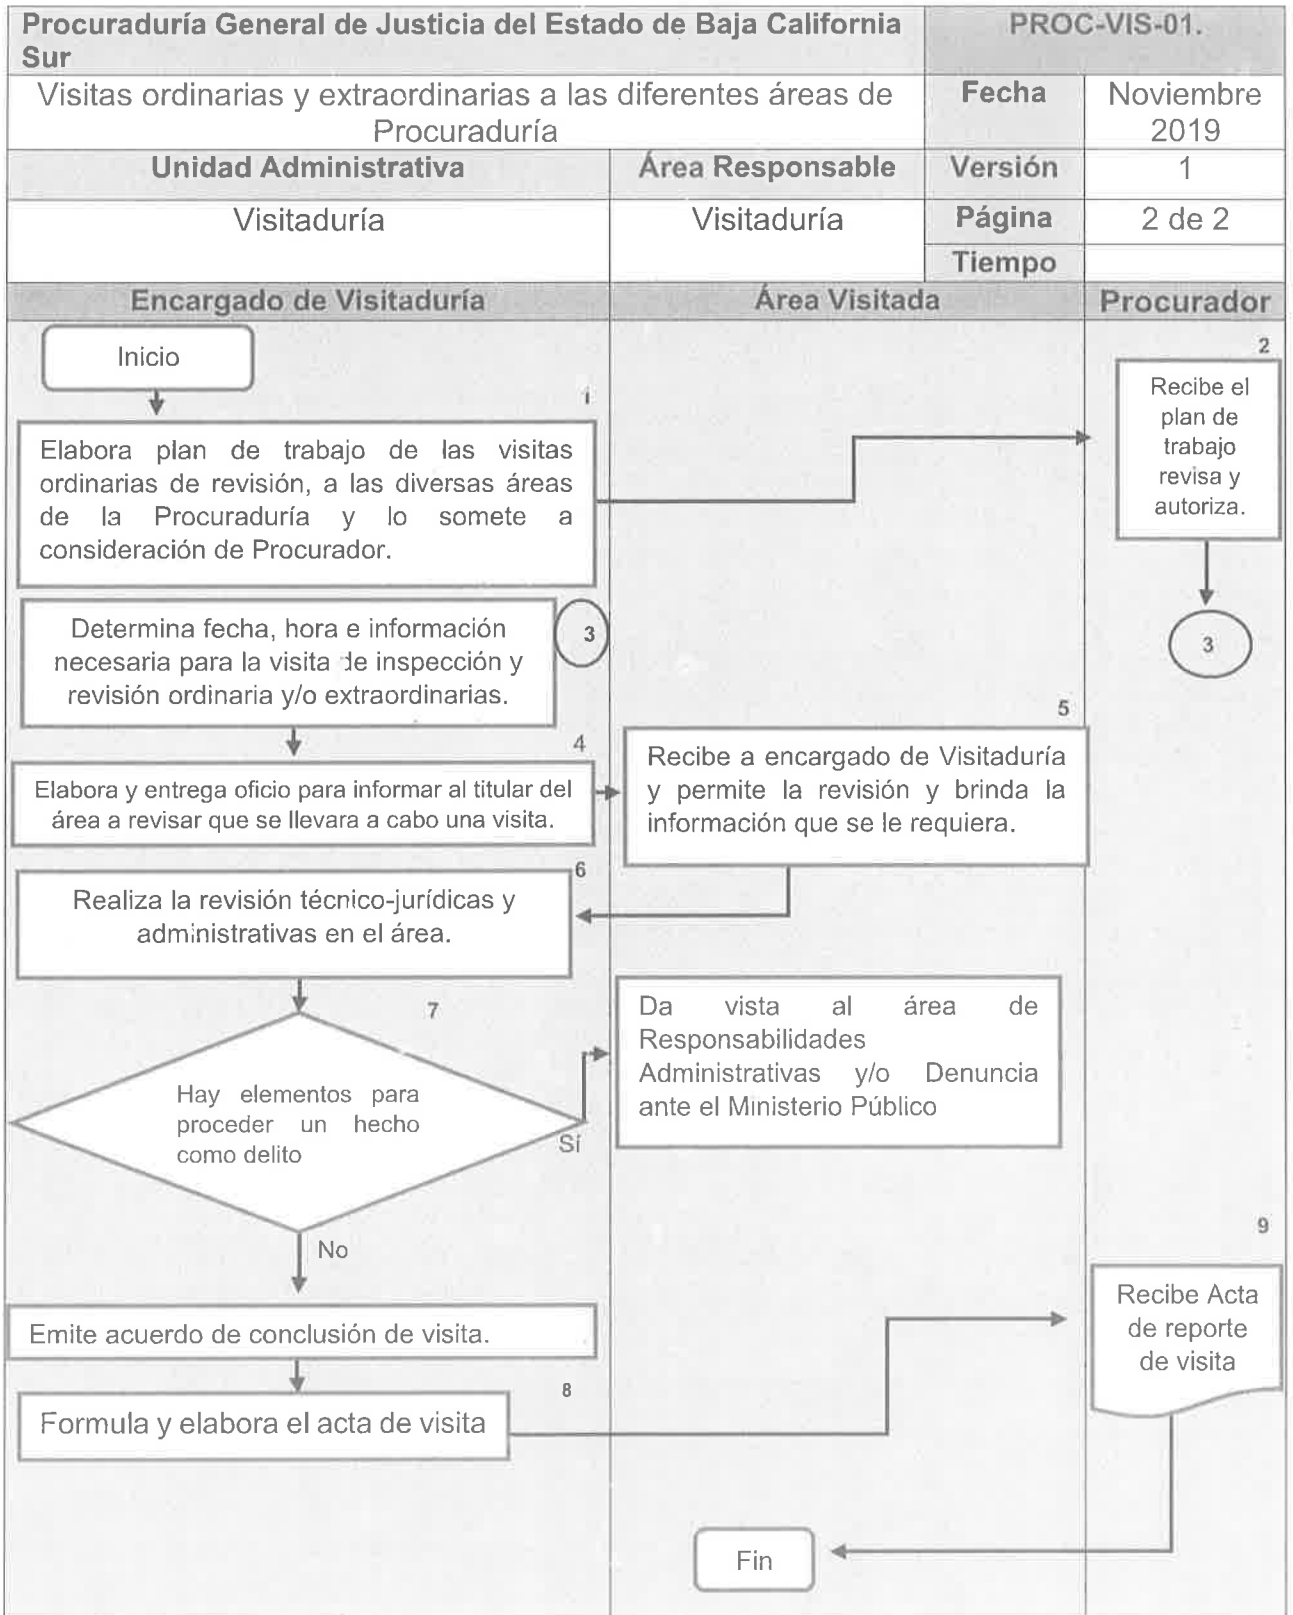 Procuraduría General de Justicia del Estado de Baja California
Sur
PROC-VIS-01.
Visitas ordinarias y extraordinarias a las diferentes áreas de
Procuraduría
Fecha
Noviembre
2019
Unidad Administrativa
Área Responsable
Versión
1
Visitaduría
Visitaduría
Página
2 de 2
Tiempo
Encargado de Visitaduría
Área Visitada
Procurador
Inicio
1
Elabora plan de trabajo de las visitas
ordinarias de revisión, a las diversas áreas
de la Procuraduría y lo somete a
consideración de Procurador.
2
Recibe el
plan de
trabajo
revisa y
autoriza.
3
Determina fecha, hora e información
necesaria para la visita de inspección y
revisión ordinaria y/o extraordinarias.
3
4
Elabora y entrega oficio para informar al titular del
área a revisar que se llevara a cabo una visita.
5
Recibe a encargado de Visitaduría
y permite la revisión y brinda la
información que se le requiera.
6
Realiza la revisión técnico-jurídicas y
administrativas en el área.
7
Hay elementos para
proceder un hecho
como delito
Sí
Da vista al área de
Responsabilidades
Administrativas y/o Denuncia
ante el Ministerio Público
No
Emite acuerdo de conclusión de visita.
8
Formula y elabora el acta de visita
9
Recibe Acta
de reporte
de visita
Fin